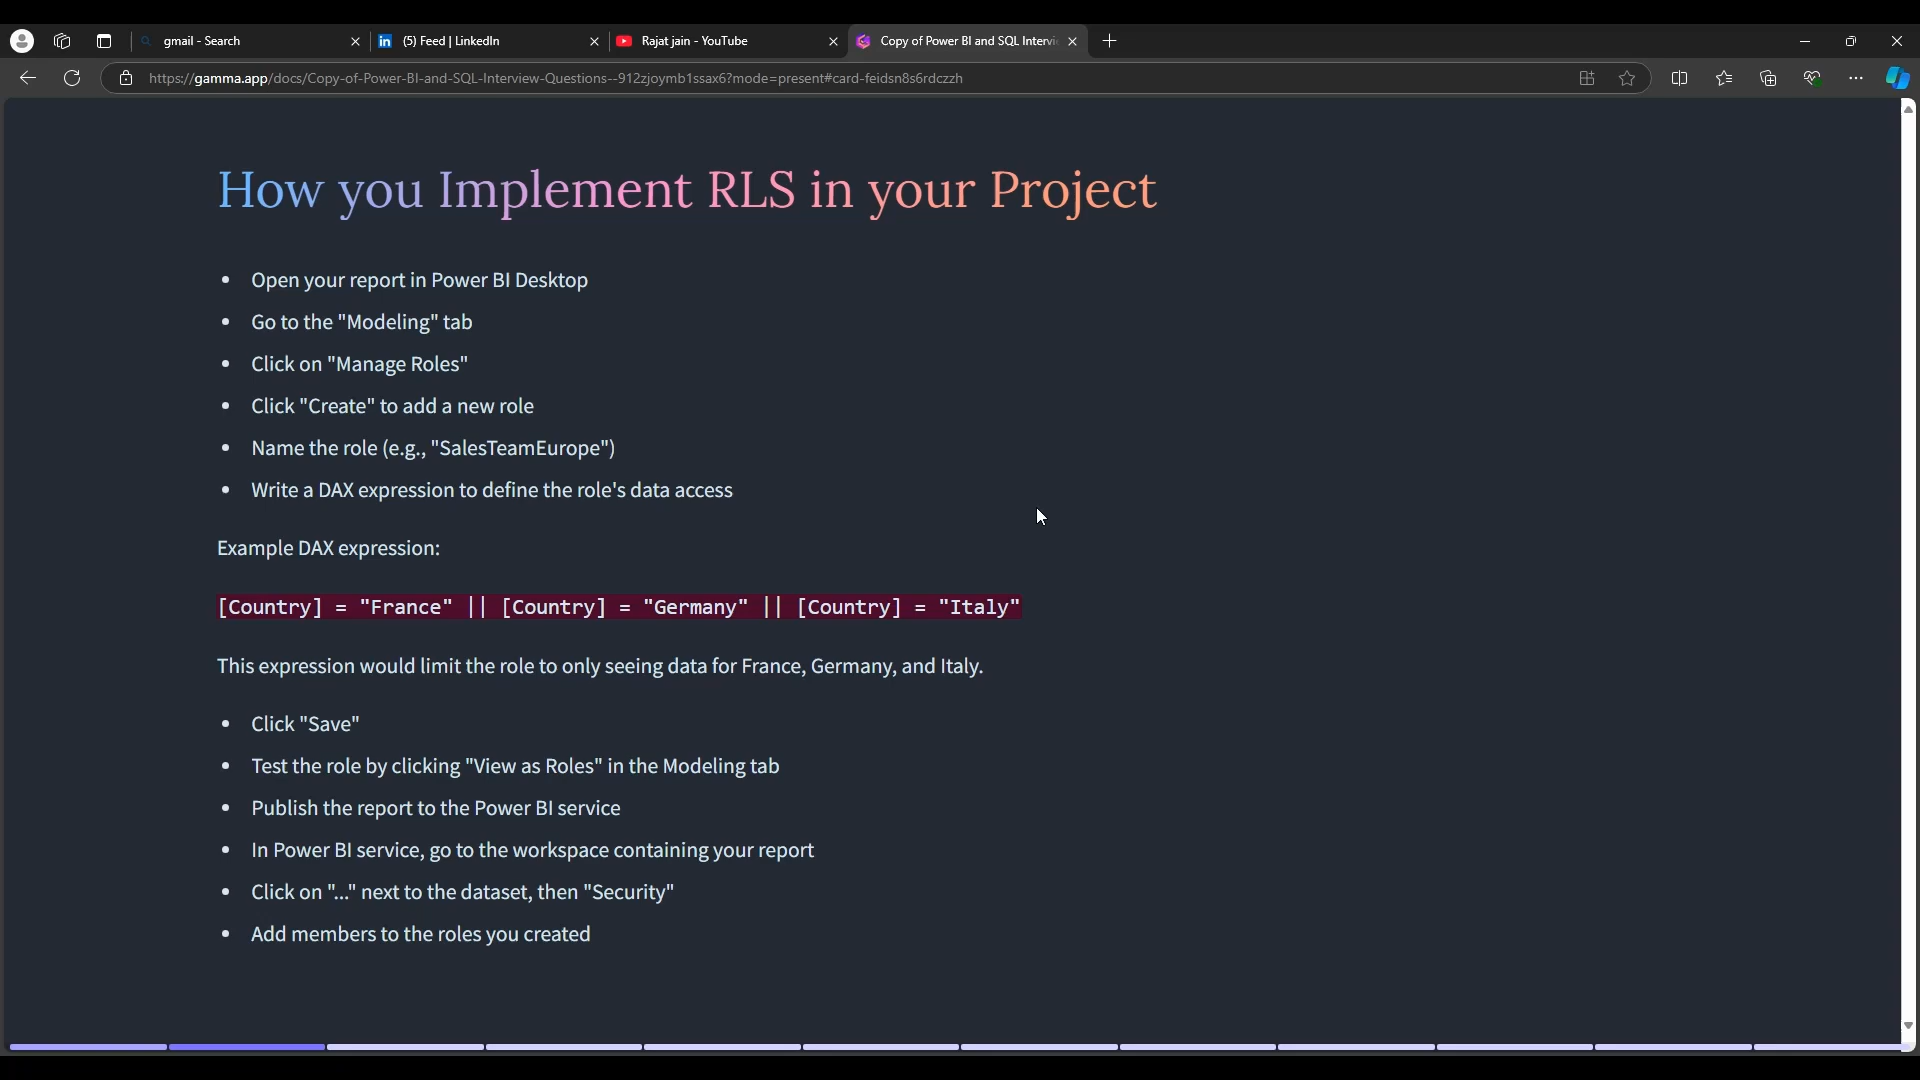 gmail - Search
(5) Feed | LinkedIn
Rajat jain - YouTube
Copy of Power BI and SQL Intervi
https://gamma.app/docs/Copy-of-Power-BI-and-SQL-Interview-Questions--912zjoymb1ssax6?mode=present#card-feidsn8s6rdczzh
How you Implement RLS in your Project
• Open your report in Power BI Desktop
• Go to the "Modeling" tab
• Click on "Manage Roles"
• Click "Create" to add a new role
• Name the role (e.g., "SalesTeamEurope")
• Write a DAX expression to define the role's data access
Example DAX expression:
[Country] = "France" || [Country] = "Germany" || [Country] = "Italy"
This expression would limit the role to only seeing data for France, Germany, and Italy.
• Click "Save"
• Test the role by clicking "View as Roles" in the Modeling tab
• Publish the report to the Power BI service
• In Power BI service, go to the workspace containing your report
• Click on "..." next to the dataset, then "Security"
• Add members to the roles you created